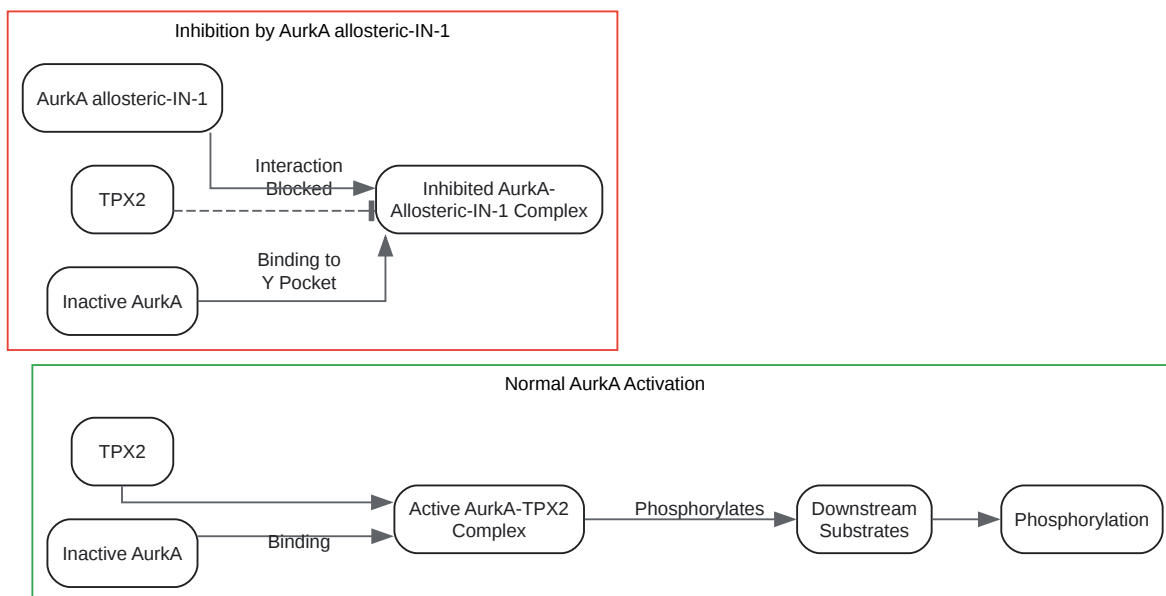 Inhibition by AurkA allosteric-IN-1
AurkA allosteric-IN-1
Interaction
Blocked
TPX2
Inhibited AurkA-
Allosteric-IN-1 Complex
Binding to
Y Pocket
Inactive AurkA
Normal AurkA Activation
TPX2
Active AurkA-TPX2
Complex
Phosphorylates
Downstream
Substrates
Phosphorylation
Inactive AurkA
Binding